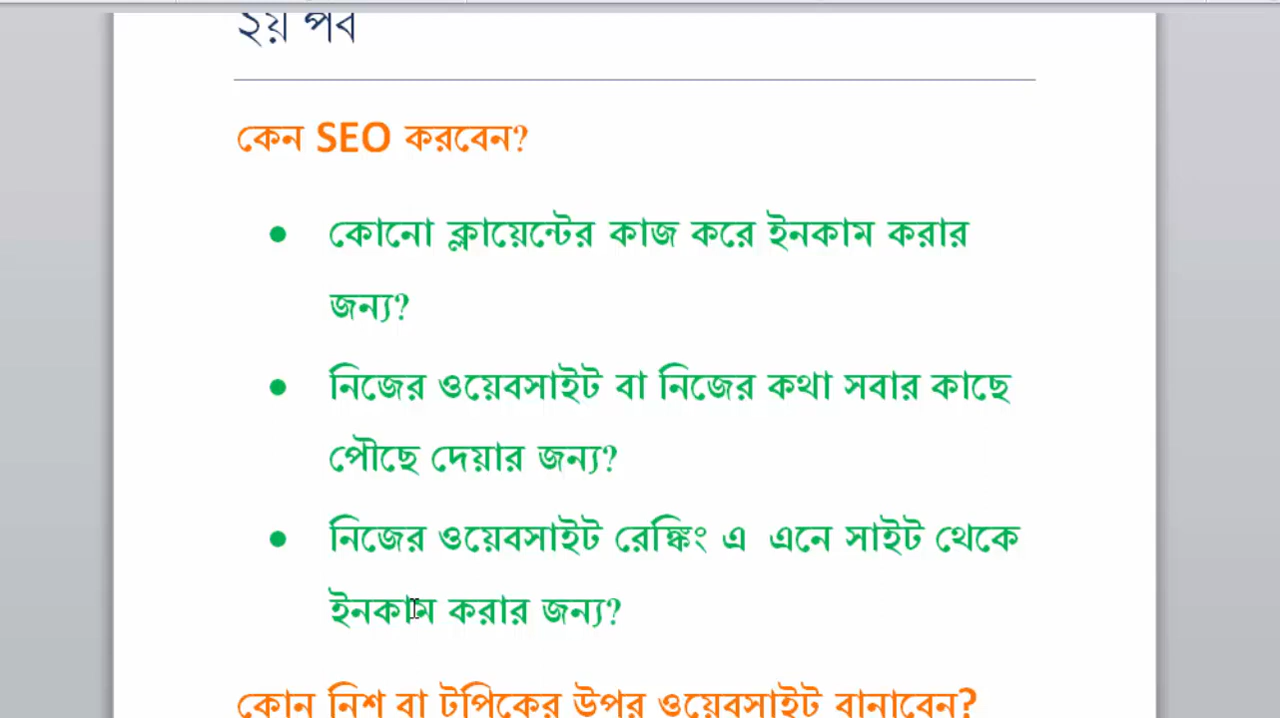 ২য় পর্ব
কেন SEO করবেন?
● কোনো ক্লায়েন্টের কাজ করে ইনকাম করার
জন্য?
● নিজের ওয়েবসাইট বা নিজের কথা সবার কাছে
পৌছে দেয়ার জন্য?
● নিজের ওয়েবসাইট রেঙ্কিং এ এনে সাইট থেকে
ইনকাম করার জন্য?
কোন নিশ বা টপিকের উপর ওয়েবসাইট বানাবেন?